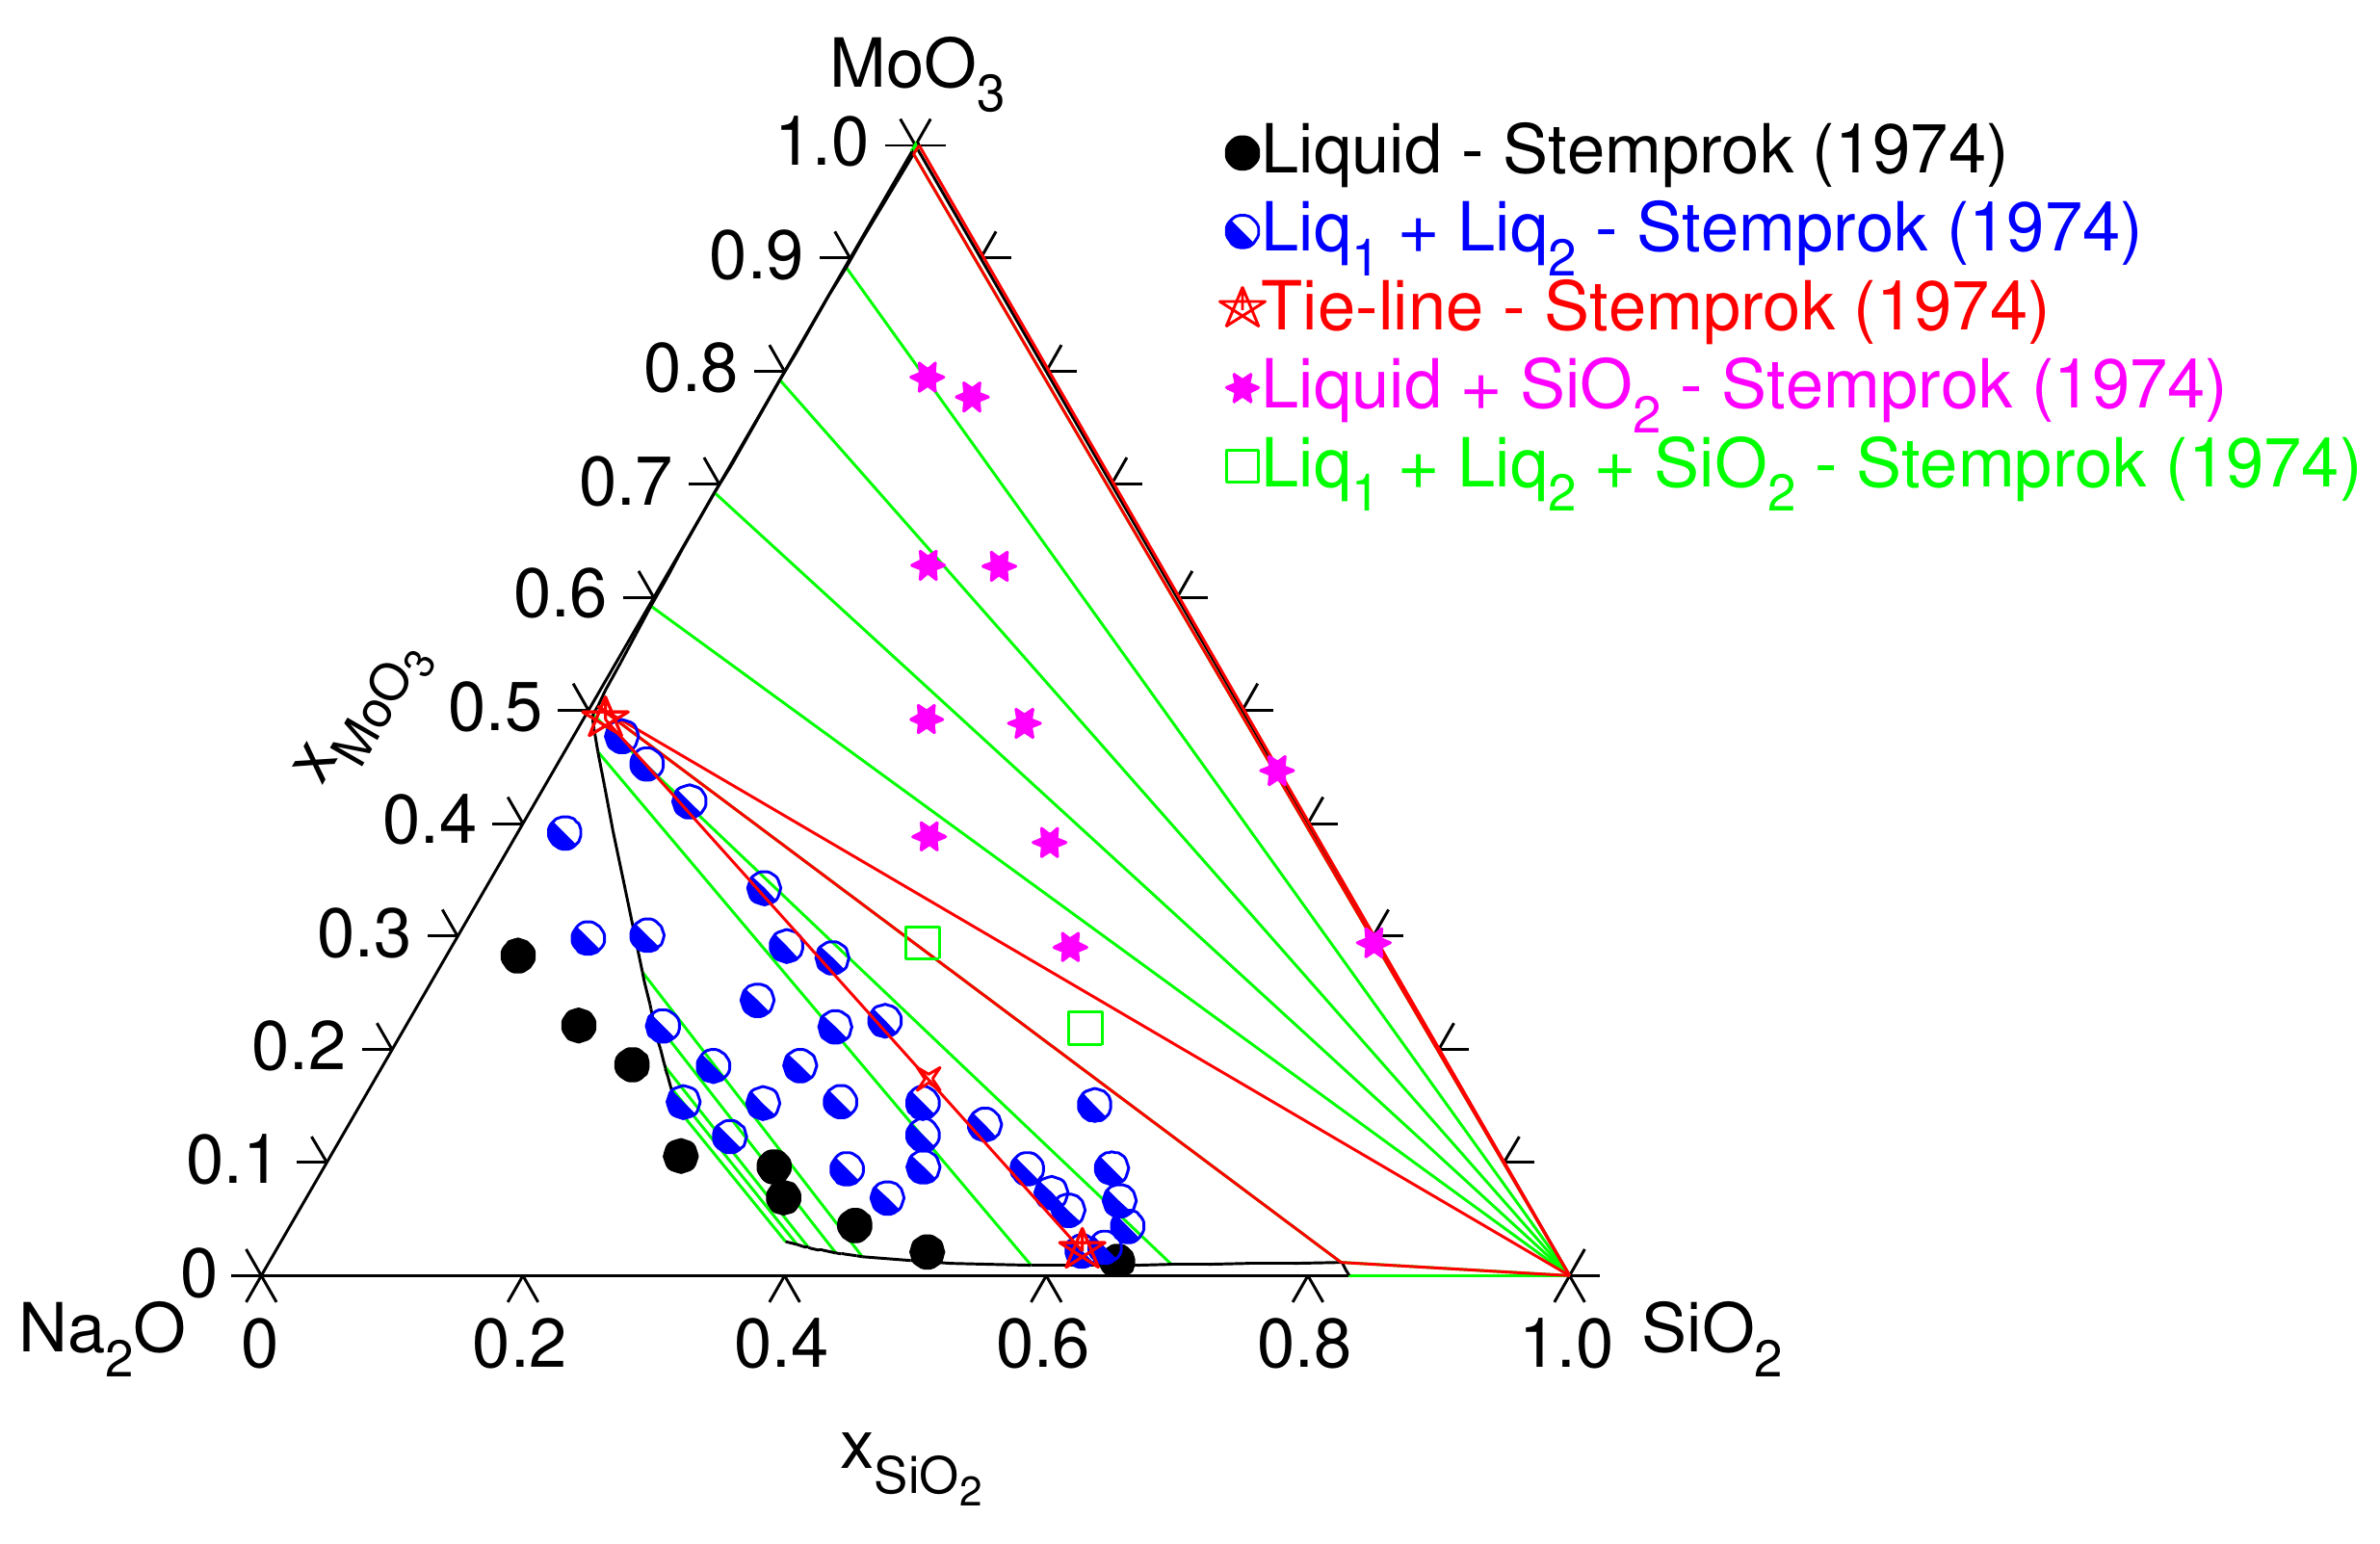 MoO3
1.0
0.9
0.8
0.7
0.6
0.5
0.4
0.3
0.2
0.1
0
xMoO3
Liquid - Stemprok (1974)
Liq1 + Liq2 - Stemprok (1974)
Tie-line - Stemprok (1974)
Liquid + SiO2 - Stemprok (1974)
Liq1 + Liq2 + SiO2 - Stemprok (1974)
Na2O
0 0.2 0.4 0.6 0.8 1.0
SiO2
xSiO2